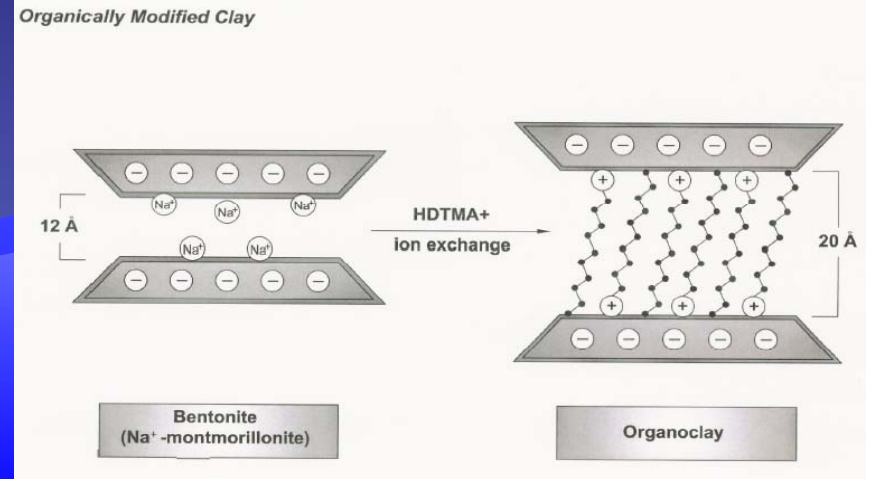 Organically Modified Clay
− − − − −
Na⁺ Na⁺ Na⁺
12 Å
Na⁺ Na⁺
− − − − −
HDTMA+
ion exchange
− − − − −
+ + +
20 Å
+ + +
− − − − −
Bentonite
(Na⁺ -montmorillonite)
Organoclay